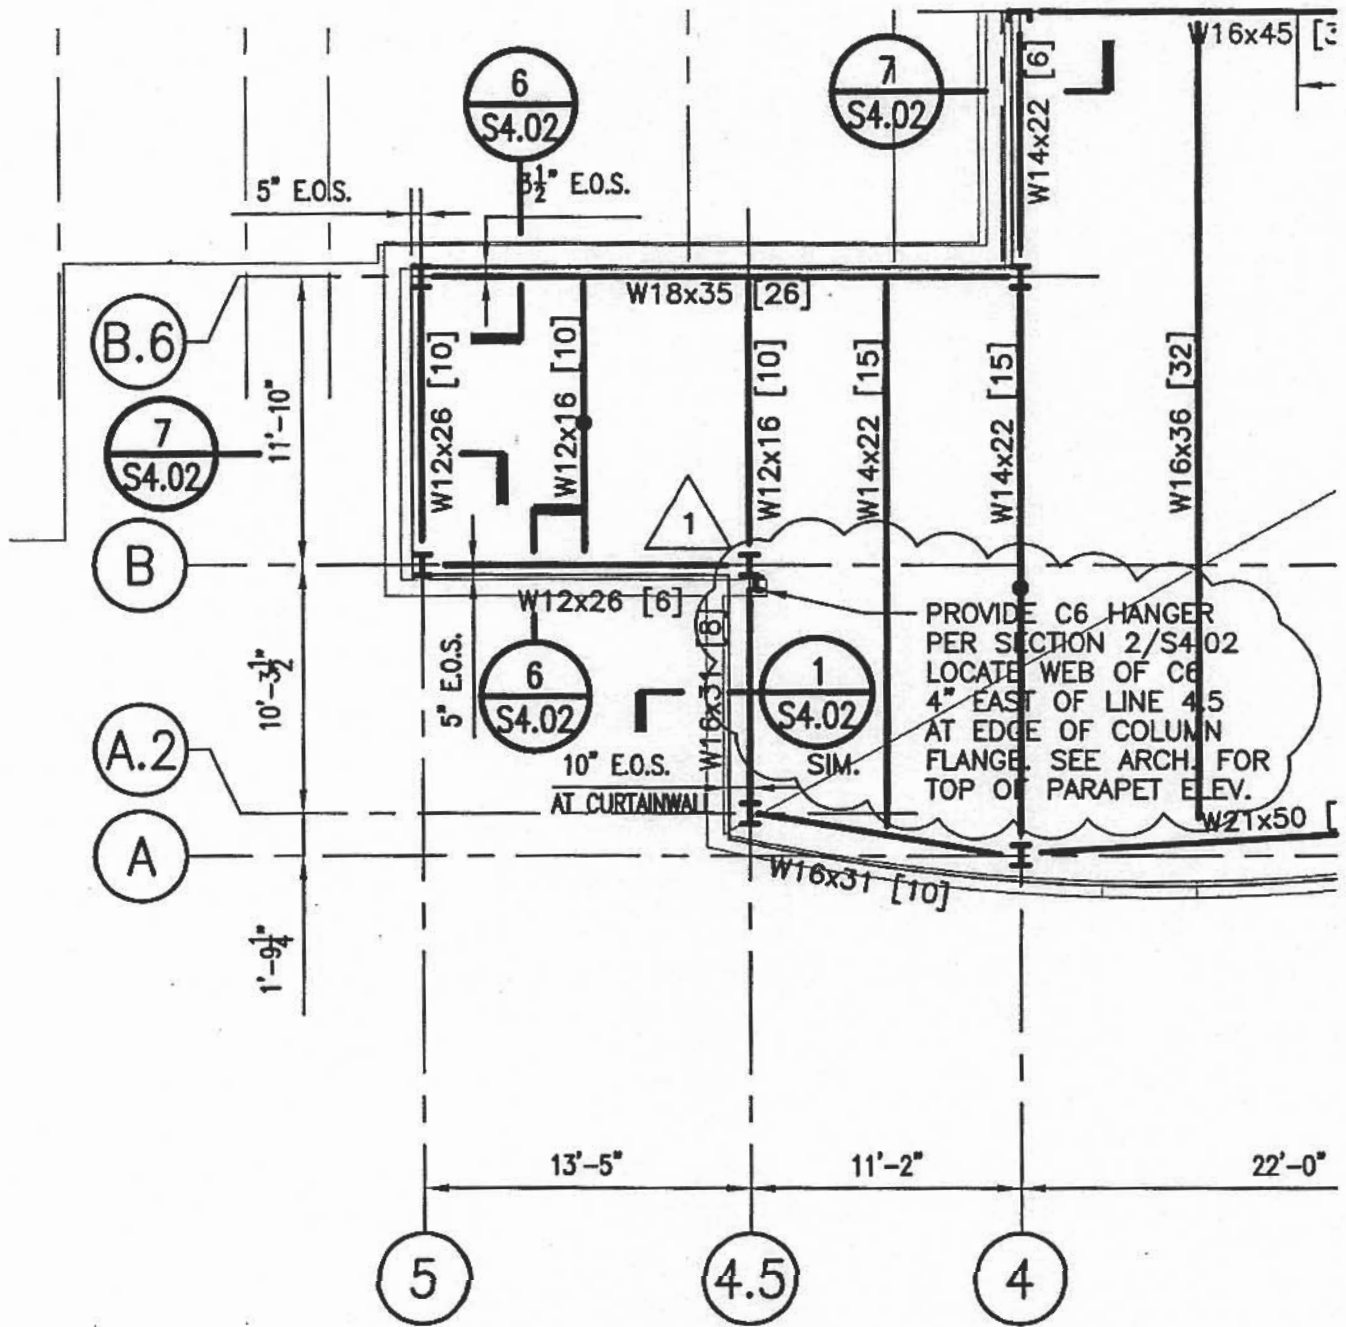 W16x45 [3
6
S4.02
7
S4.02
W14x22 [6]
5" E.O.S.
3½" E.O.S.
W18x35 [26]
B.6
11'-10"
7
S4.02
W12x26 [10]
W12x16 [10]
W12x16 [10]
W14x22 [15]
W14x22 [15]
W16x36 [32]
1
B
W12x26 [6]
PROVIDE C6 HANGER
PER SECTION 2/S4.02
LOCATE WEB OF C6
4" EAST OF LINE 4.5
AT EDGE OF COLUMN
FLANGE. SEE ARCH. FOR
TOP OF PARAPET ELEV.
10'-3½"
5" E.O.S.
6
S4.02
W16x31 [8]
1
S4.02
SIM.
A.2
10" E.O.S.
AT CURTAINWALL
W21x50 [
A
W16x31 [10]
1'-9¼"
13'-5"
11'-2"
22'-0"
5
4.5
4